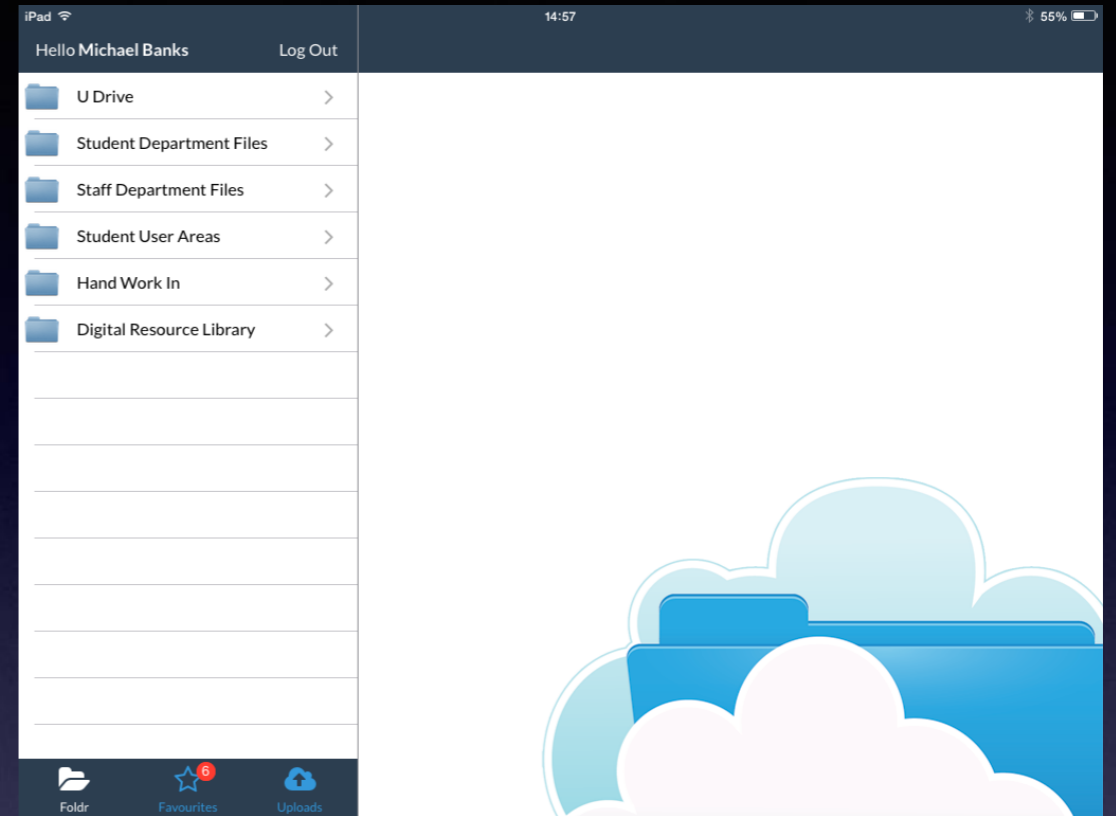 iPad 14:57 55%
Hello Michael Banks Log Out
U Drive
Student Department Files
Staff Department Files
Student User Areas
Hand Work In
Digital Resource Library
6
Foldr Favourites Uploads